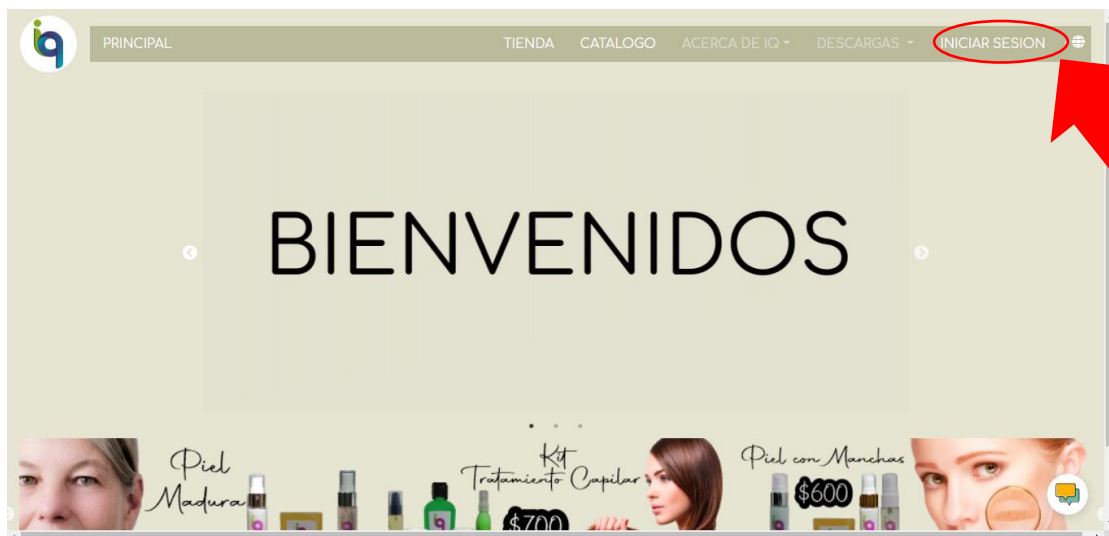 iq
PRINCIPAL TIENDA CATALOGO ACERCA DE IQ DESCARGAS INICIAR SESION
BIENVENIDOS
Piel
Madura
Kit
Tratamiento Capilar
$700
Piel con Manchas
$600